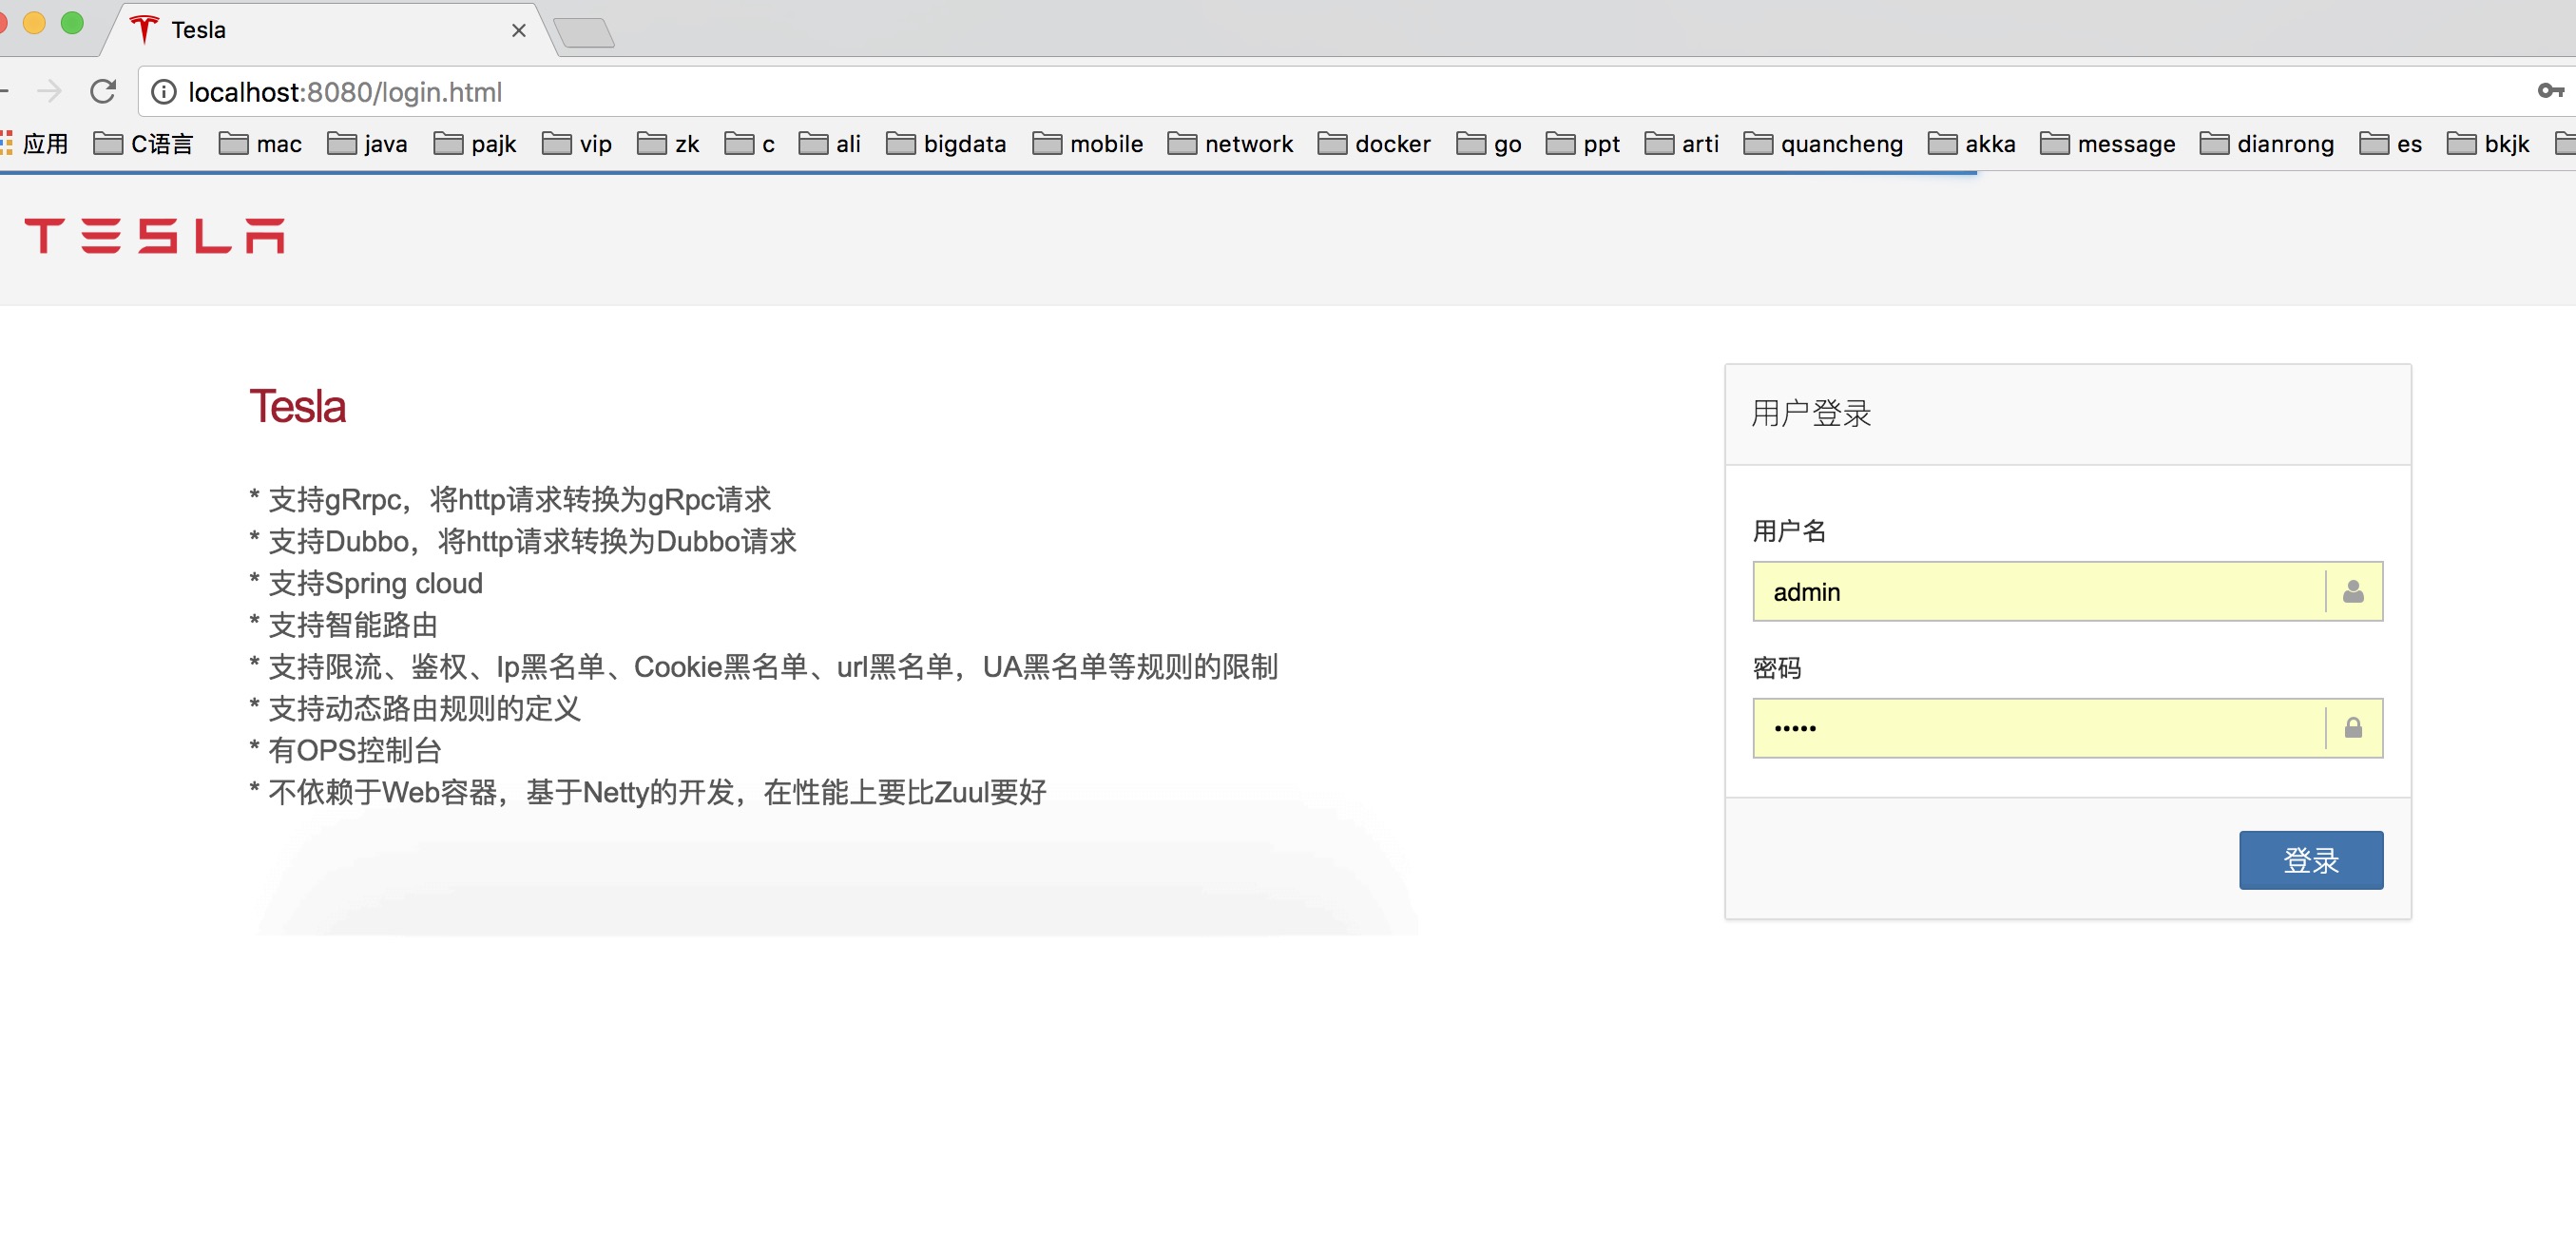 Tesla
localhost:8080/login.html
应用 C语言 mac java pajk vip zk c ali bigdata mobile network docker go ppt arti quancheng akka message dianrong es bkjk
TESLA
Tesla
* 支持gRrpc，将http请求转换为gRpc请求
* 支持Dubbo，将http请求转换为Dubbo请求
* 支持Spring cloud
* 支持智能路由
* 支持限流、鉴权、Ip黑名单、Cookie黑名单、url黑名单，UA黑名单等规则的限制
* 支持动态路由规则的定义
* 有OPS控制台
* 不依赖于Web容器，基于Netty的开发，在性能上要比Zuul要好
用户登录
用户名
admin
密码
•••••
登录